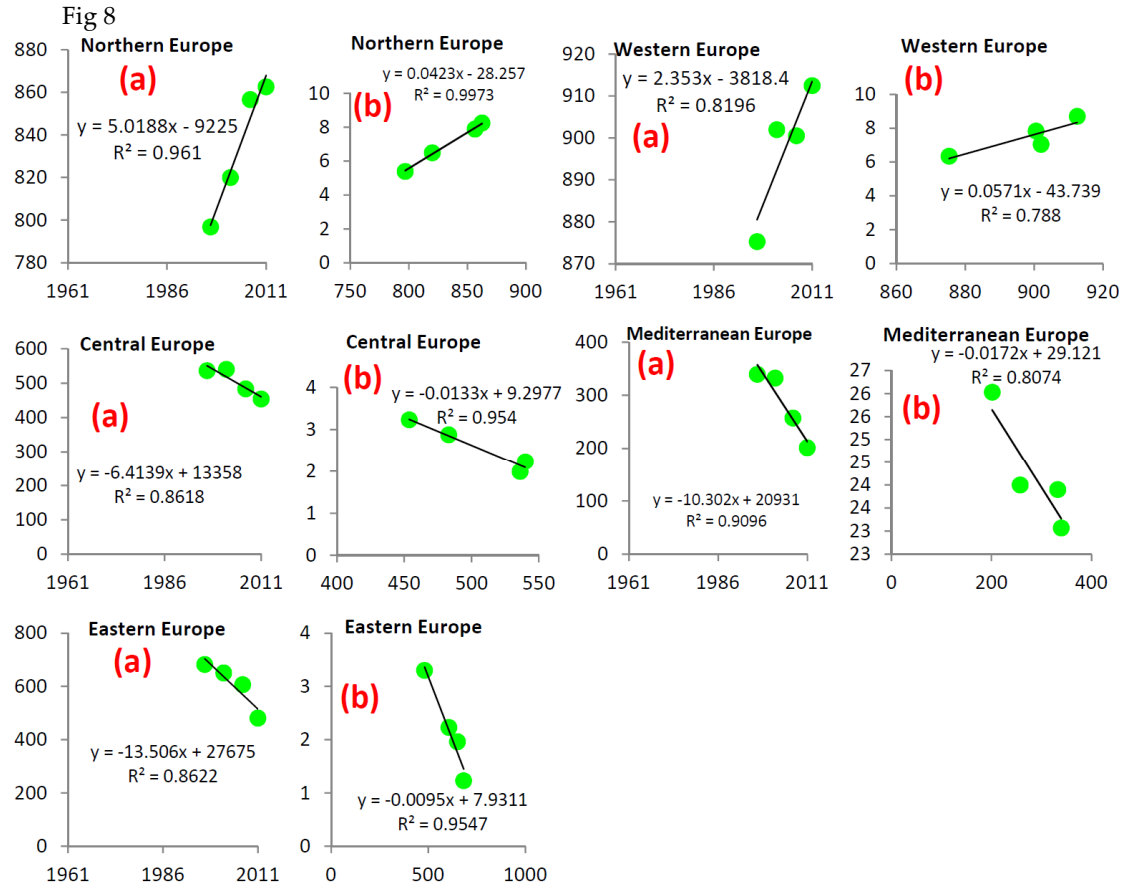 Fig 8
Northern Europe
(a)
y = 5.0188x - 9225
R² = 0.961
880
860
840
820
800
780
1961 1986 2011
Northern Europe
y = 0.0423x - 28.257
R² = 0.9973
(b)
10
8
6
4
2
0
750 800 850 900
Western Europe
y = 2.353x - 3818.4
R² = 0.8196
(a)
920
910
900
890
880
870
1961 1986 2011
Western Europe
(b)
10
8
6
4
2
0
y = 0.0571x - 43.739
R² = 0.788
860 880 900 920
Central Europe
(a)
600
500
400
300
200
100
0
y = -6.4139x + 13358
R² = 0.8618
1961 1986 2011
Central Europe
(b)
y = -0.0133x + 9.2977
R² = 0.954
4
3
2
1
0
400 450 500 550
Mediterranean Europe
(a)
400
300
200
100
0
y = -10.302x + 20931
R² = 0.9096
1961 1986 2011
Mediterranean Europe
y = -0.0172x + 29.121
R² = 0.8074
(b)
27
26
26
25
25
24
24
23
23
0 200 400
Eastern Europe
(a)
800
600
400
200
0
y = -13.506x + 27675
R² = 0.8622
1961 1986 2011
Eastern Europe
(b)
4
3
2
1
0
y = -0.0095x + 7.9311
R² = 0.9547
0 500 1000